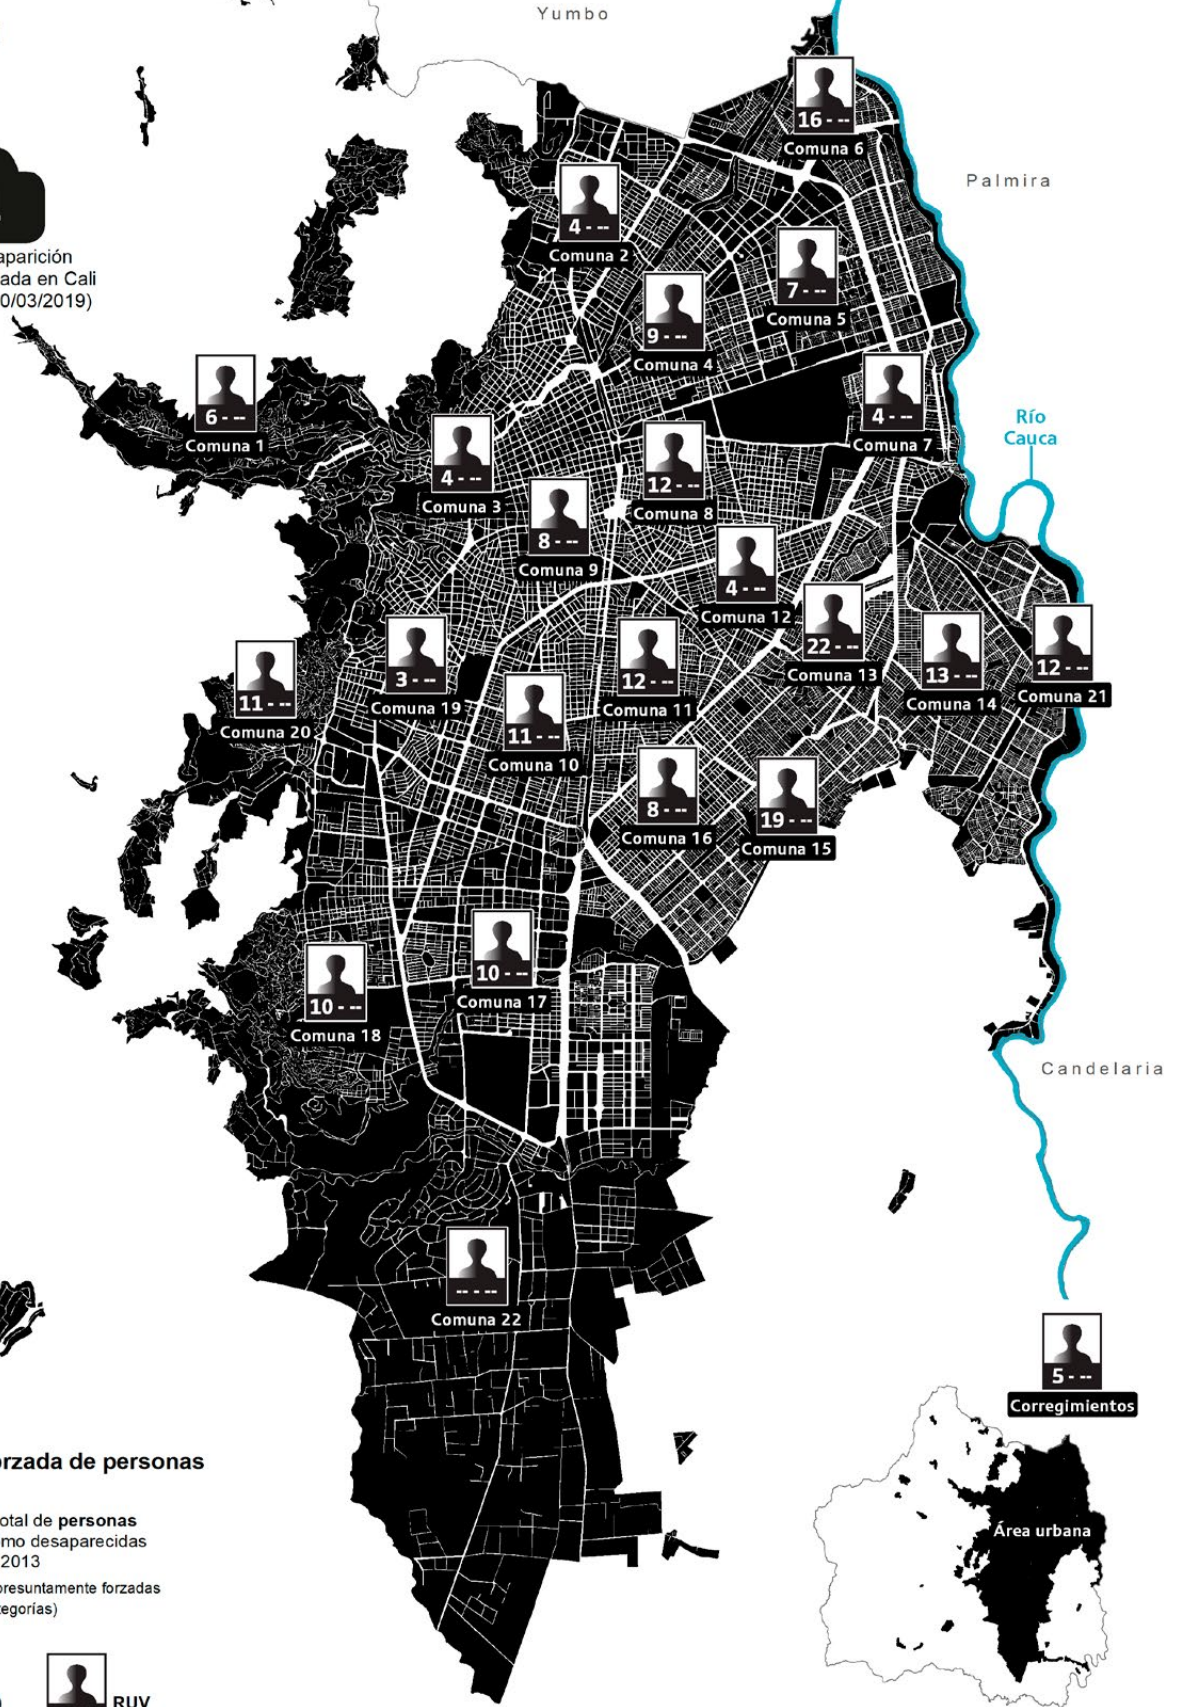 Yumbo
16 - --
Comuna 6
Palmira
4 - --
Comuna 2
aparición
ada en Cali
0/03/2019)
7 - --
Comuna 5
9 - --
Comuna 4
6 - --
Comuna 1
4 - --
Comuna 7
Río
Cauca
4 - --
Comuna 3
12 - --
Comuna 8
8 - --
Comuna 9
4 - --
Comuna 12
22 - --
Comuna 13
13 - --
Comuna 14
12 - --
Comuna 21
11 - --
Comuna 20
3 - --
Comuna 19
12 - --
Comuna 11
11 - --
Comuna 10
8 - --
Comuna 16
19 - --
Comuna 15
10 - --
Comuna 17
10 - --
Comuna 18
Candelaria
-- - --
Comuna 22
5 - --
Corregimientos
Área urbana
orzada de personas
otal de personas
mo desaparecidas
2013
presuntamente forzadas
tegorías)
RUV